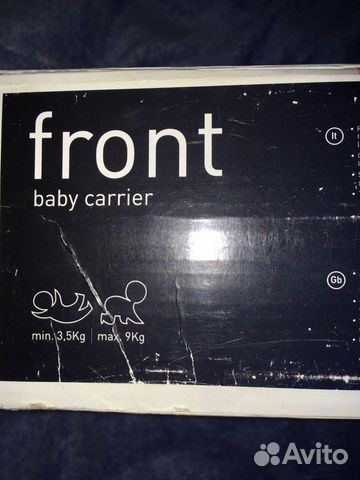 front
It
baby carrier
Gb
min. 3,5Kg | max. 9Kg
Avito